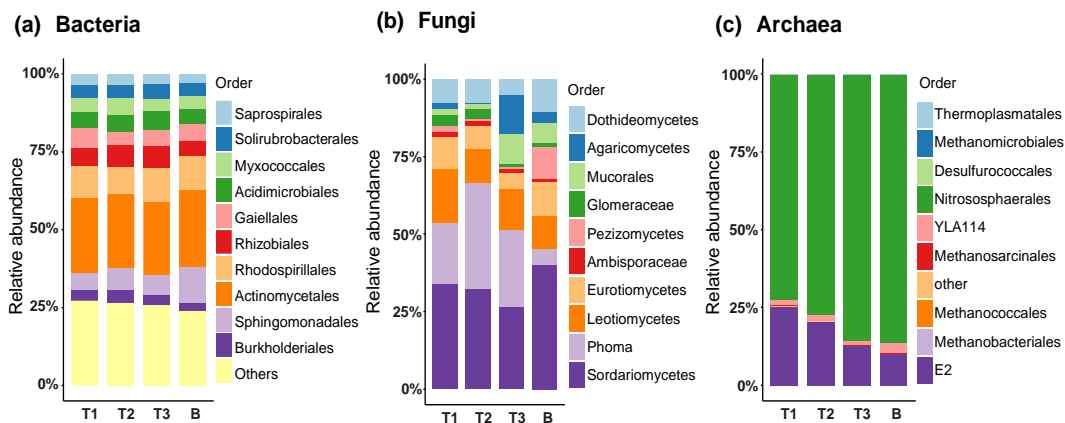 (a) Bacteria
Relative abundance
100%
75%
50%
25%
0%
T1 T2 T3 B
Order
Saprospirales
Solirubrobacterales
Myxococcales
Acidimicrobiales
Gaiellales
Rhizobiales
Rhodospirillales
Actinomycetales
Sphingomonadales
Burkholderiales
Others
(b) Fungi
Relative abundance
100%
75%
50%
25%
0%
T1 T2 T3 B
Order
Dothideomycetes
Agaricomycetes
Mucorales
Glomeraceae
Pezizomycetes
Ambisporaceae
Eurotiomycetes
Leotiomycetes
Phoma
Sordariomycetes
(c) Archaea
Relative abundance
100%
75%
50%
25%
0%
T1 T2 T3 B
Order
Thermoplasmatales
Methanomicrobiales
Desulfurococcales
Nitrososphaerales
YLA114
Methanosarcinales
other
Methanococcales
Methanobacteriales
E2